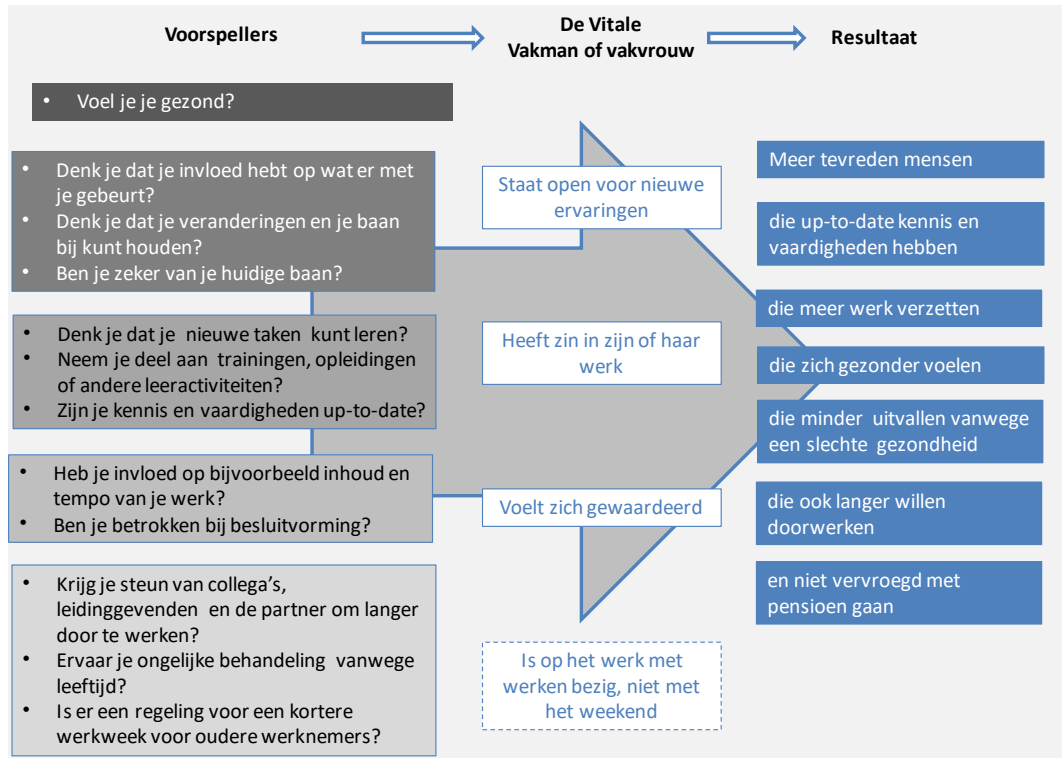 Voorspellers
De Vitale
Vakman of vakvrouw
Resultaat
• Voel je je gezond?
• Denk je dat je invloed hebt op wat er met
je gebeurt?
• Denk je dat je veranderingen en je baan
bij kunt houden?
• Ben je zeker van je huidige baan?
• Denk je dat je nieuwe taken kunt leren?
• Neem je deel aan trainingen, opleidingen
of andere leeractiviteiten?
• Zijn je kennis en vaardigheden up-to-date?
• Heb je invloed op bijvoorbeeld inhoud en
tempo van je werk?
• Ben je betrokken bij besluitvorming?
• Krijg je steun van collega's,
leidinggevenden en de partner om langer
door te werken?
• Ervaar je ongelijke behandeling vanwege
leeftijd?
• Is er een regeling voor een kortere
werkweek voor oudere werknemers?
Staat open voor nieuwe
ervaringen
Heeft zin in zijn of haar
werk
Voelt zich gewaardeerd
Is op het werk met
werken bezig, niet met
het weekend
Meer tevreden mensen
die up-to-date kennis en
vaardigheden hebben
die meer werk verzetten
die zich gezonder voelen
die minder uitvallen vanwege
een slechte gezondheid
die ook langer willen
doorwerken
en niet vervroegd met
pensioen gaan